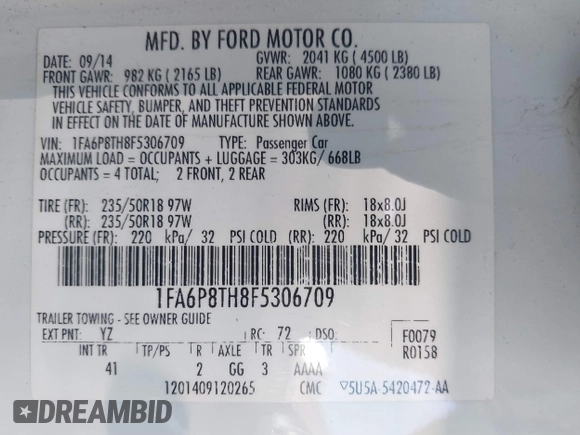 MFD. BY FORD MOTOR CO.
DATE: 09/14 GVWR: 2041 KG ( 4500 LB)
FRONT GAWR: 982 KG ( 2165 LB) REAR GAWR: 1080 KG ( 2380 LB)
THIS VEHICLE CONFORMS TO ALL APPLICABLE FEDERAL MOTOR
VEHICLE SAFETY, BUMPER, AND THEFT PREVENTION STANDARDS
IN EFFECT ON THE DATE OF MANUFACTURE SHOWN ABOVE.
VIN: 1FA6P8TH8F5306709 TYPE: Passenger Car
MAXIMUM LOAD = OCCUPANTS + LUGGAGE = 303KG/ 668LB
OCCUPANTS = 4 TOTAL; 2 FRONT, 2 REAR
TIRE (FR): 235/50R18 97W RIMS (FR): 18x8.0J
(RR): 235/50R18 97W (RR): 18x8.0J
PRESSURE (FR): 220 kPa/ 32 PSI COLD (RR): 220 kPa/ 32 PSI COLD
1FA6P8TH8F5306709
TRAILER TOWING - SEE OWNER GUIDE
EXT PNT: YZ RC: 72 DSO: F0079
INT TR TP/PS R AXLE TR SPR R0158
41 2 GG 3 AAAA
1201409120265 CMC ▽5U5A-5420472-AA
DREAMBID